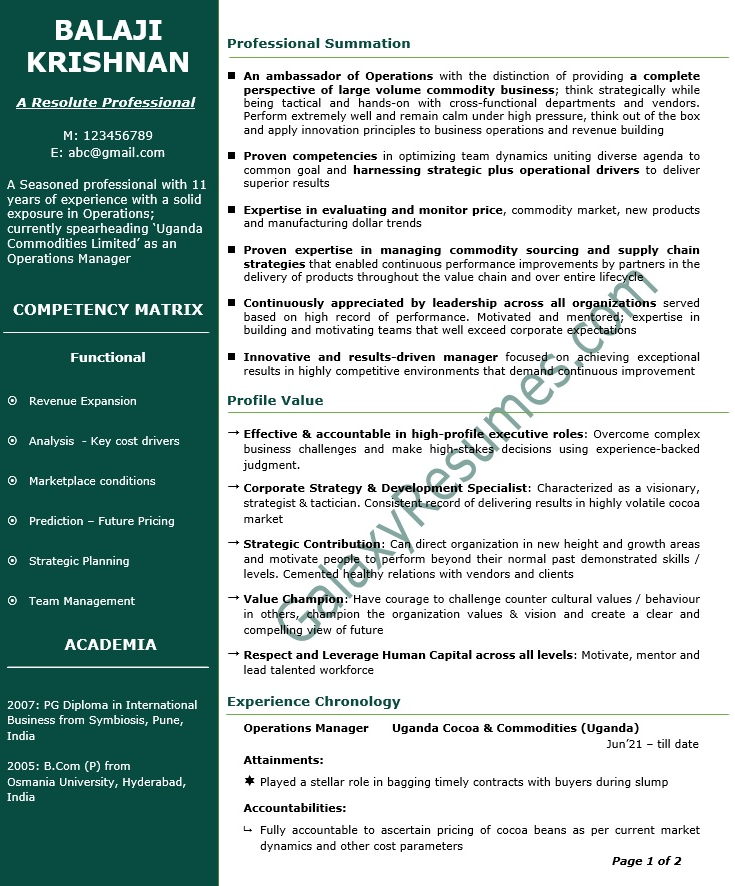 BALAJI
KRISHNAN
A Resolute Professional
M: 123456789
E: abc@gmail.com
A Seasoned professional with 11
years of experience with a solid
exposure in Operations;
currently spearheading ‘Uganda
Commodities Limited’ as an
Operations Manager
COMPETENCY MATRIX
Functional
Revenue Expansion
Analysis - Key cost drivers
Marketplace conditions
Prediction – Future Pricing
Strategic Planning
Team Management
ACADEMIA
2007: PG Diploma in International
Business from Symbiosis, Pune,
India
2005: B.Com (P) from
Osmania University, Hyderabad,
India
Professional Summation
An ambassador of Operations with the distinction of providing a complete
perspective of large volume commodity business; think strategically while
being tactical and hands-on with cross-functional departments and vendors.
Perform extremely well and remain calm under high pressure, think out of the box
and apply innovation principles to business operations and revenue building
Proven competencies in optimizing team dynamics uniting diverse agenda to
common goal and harnessing strategic plus operational drivers to deliver
superior results
Expertise in evaluating and monitor price, commodity market, new products
and manufacturing dollar trends
Proven expertise in managing commodity sourcing and supply chain
strategies that enabled continuous performance improvements by partners in the
delivery of products throughout the value chain and over entire lifecycle
Continuously appreciated by leadership across all organizations served
based on high record of performance. Motivated and mentored; expertise in
building and motivating teams that well exceed corporate expectations
Innovative and results-driven manager focused on achieving exceptional
results in highly competitive environments that demand continuous improvement
Profile Value
→ Effective & accountable in high-profile executive roles: Overcome complex
business challenges and make high-stakes decisions using experience-backed
judgment.
→ Corporate Strategy & Development Specialist: Characterized as a visionary,
strategist & tactician. Consistent record of delivering results in highly volatile cocoa
market
→ Strategic Contribution: Can direct organization in new height and growth areas
and motivate people to perform beyond their normal past demonstrated skills /
levels. Cemented healthy relations with vendors and clients
→ Value Champion: Have courage to challenge counter cultural values / behaviour
in others, champion the organization values & vision and create a clear and
compelling view of future
→ Respect and Leverage Human Capital across all levels: Motivate, mentor and
lead talented workforce
Experience Chronology
Operations Manager Uganda Cocoa & Commodities (Uganda)
Jun’21 – till date
Attainments:
Played a stellar role in bagging timely contracts with buyers during slump
Accountabilities:
Fully accountable to ascertain pricing of cocoa beans as per current market
dynamics and other cost parameters
Page 1 of 2
GalaxyResumes.com